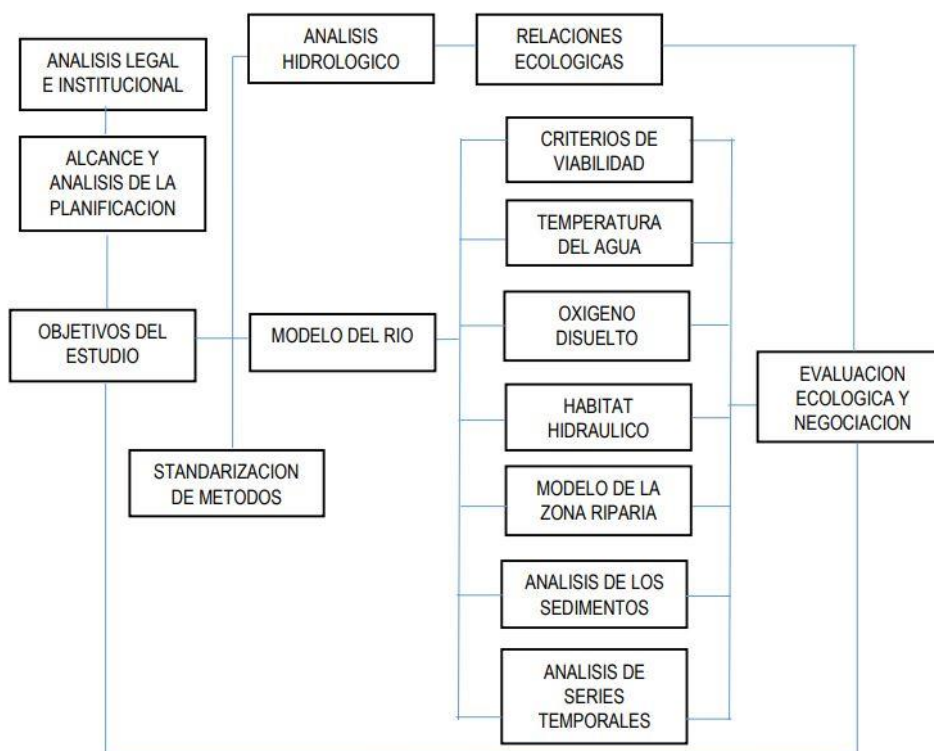 ANALISIS LEGAL
E INSTITUCIONAL
ALCANCE Y
ANALISIS DE LA
PLANIFICACION
OBJETIVOS DEL
ESTUDIO
ANALISIS
HIDROLOGICO
RELACIONES
ECOLOGICAS
MODELO DEL RIO
STANDARIZACION
DE METODOS
CRITERIOS DE
VIABILIDAD
TEMPERATURA
DEL AGUA
OXIGENO
DISUELTO
HABITAT
HIDRAULICO
MODELO DE LA
ZONA RIPARIA
ANALISIS DE LOS
SEDIMENTOS
ANALISIS DE
SERIES
TEMPORALES
EVALUACION
ECOLOGICA Y
NEGOCIACION